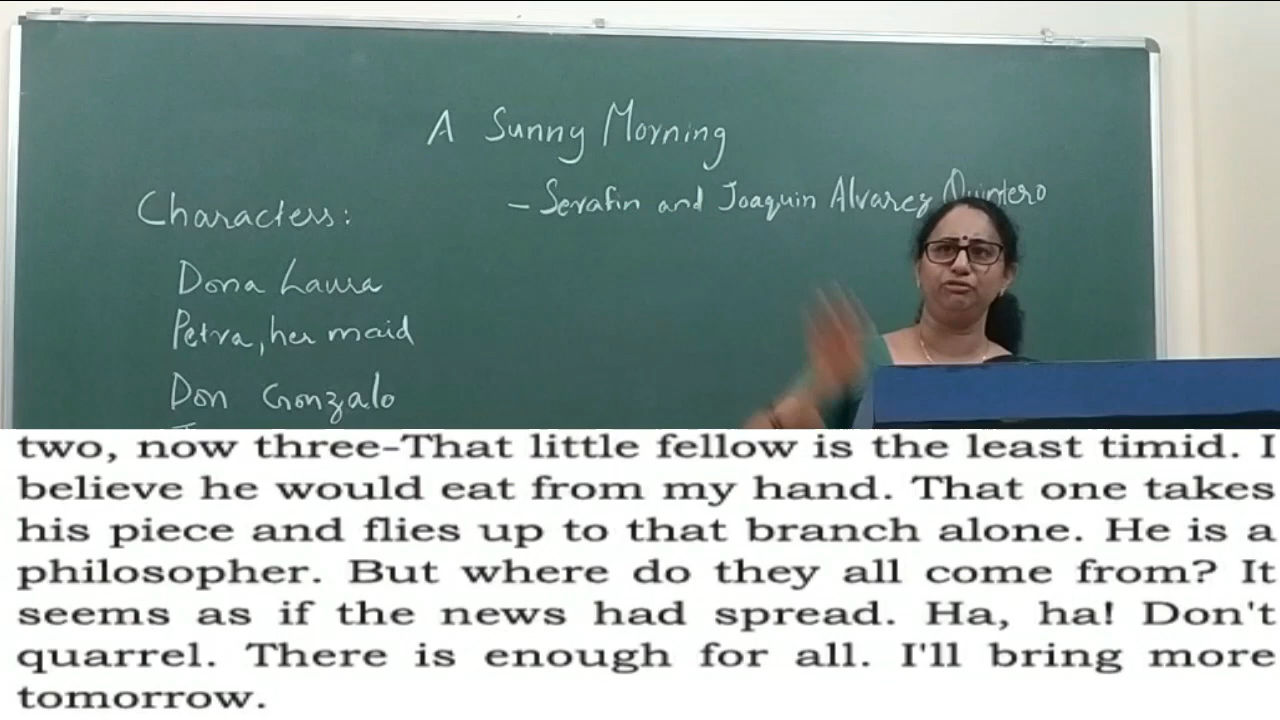 A Sunny Morning
- Serafin and Joaquin Alvarez Quintero
Characters:
Dona Laura
Petra, her maid
Don Gonzalo
two, now three-That little fellow is the least timid. I
believe he would eat from my hand. That one takes
his piece and flies up to that branch alone. He is a
philosopher. But where do they all come from? It
seems as if the news had spread. Ha, ha! Don't
quarrel. There is enough for all. I'll bring more
tomorrow.